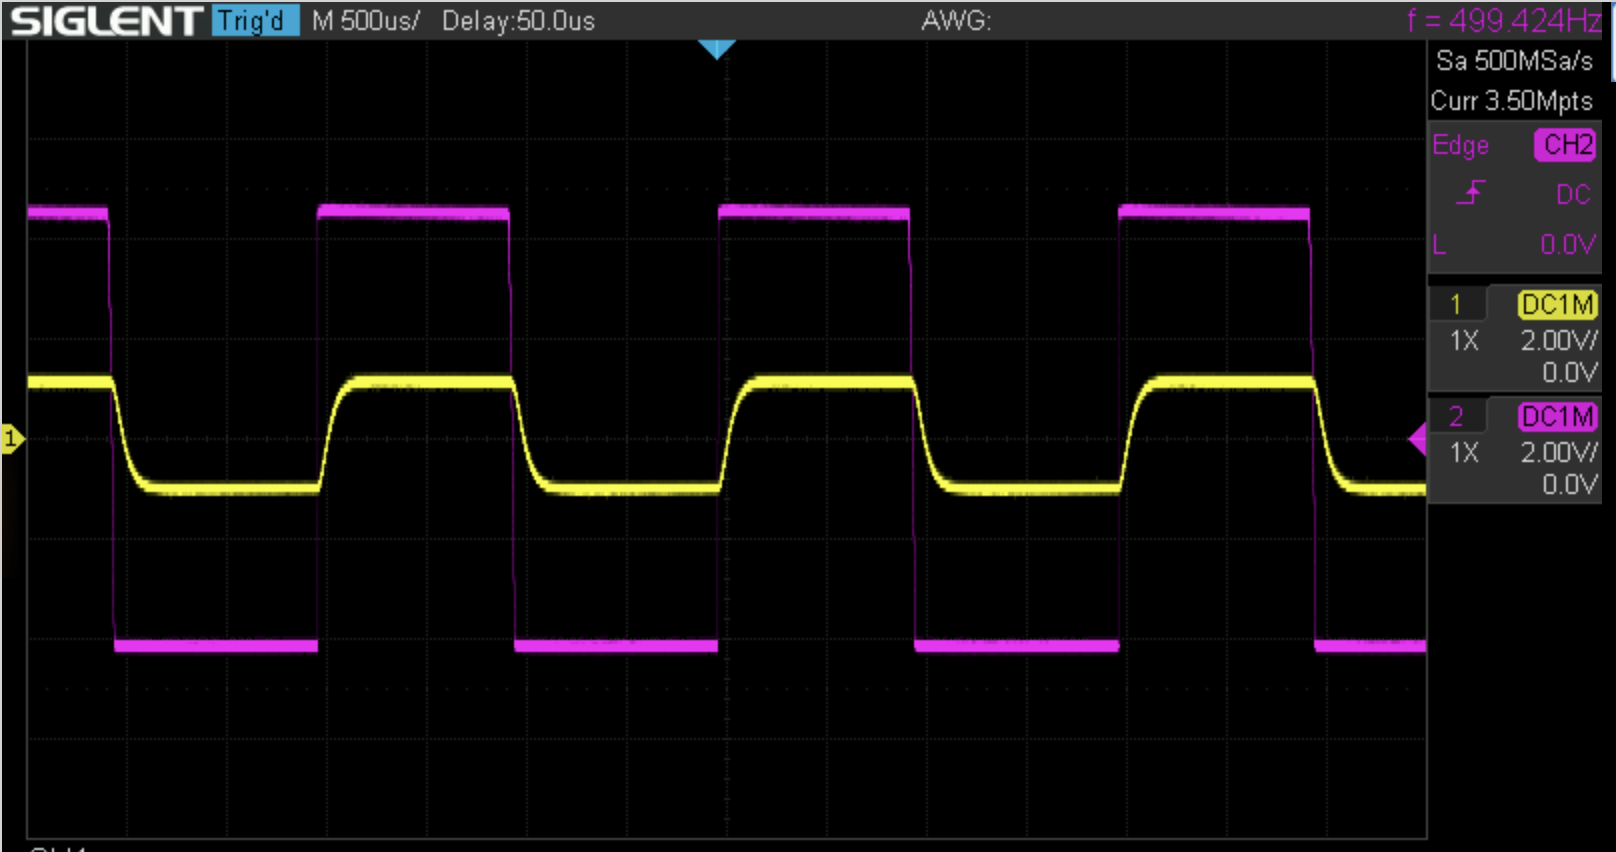 SIGLENT Trig'd M 500us/ Delay:50.0us AWG: f = 499.424Hz
Sa 500MSa/s
Curr 3.50Mpts
Edge CH2
DC
L 0.0V
1 DC1M
1X 2.00V/
0.0V
2 DC1M
1X 2.00V/
0.0V
1